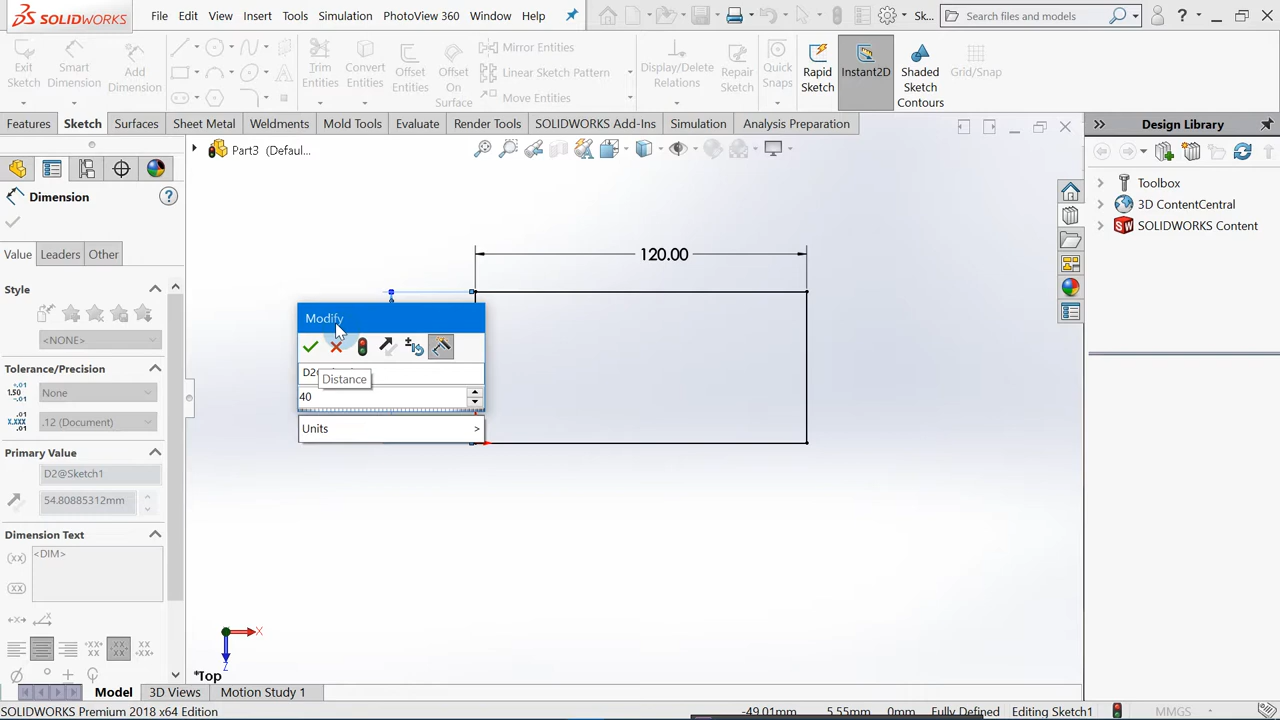 SOLIDWORKS File Edit View Insert Tools Simulation PhotoView 360 Window Help Sk... Search files and models ?
Exit Sketch
Smart Dimension
Add Dimension
Trim Entities
Convert Entities
Offset Entities
Offset On Surface
Mirror Entities
Linear Sketch Pattern
Move Entities
Display/Delete Relations
Repair Sketch
Quick Snaps
Rapid Sketch
Instant2D
Shaded Sketch Contours
Grid/Snap
Features Sketch Surfaces Sheet Metal Weldments Mold Tools Evaluate Render Tools SOLIDWORKS Add-Ins Simulation Analysis Preparation
Design Library
Part3 (Defaul...
Toolbox
3D ContentCentral
SOLIDWORKS Content
Dimension
Value Leaders Other
Style
<NONE>
Tolerance/Precision
1.50 None
.12 (Document)
Primary Value
D2@Sketch1
54.80885312mm
Dimension Text
<DIM>
120.00
Modify
Distance
40
Units >
X
Z
*Top
Model 3D Views Motion Study 1
SOLIDWORKS Premium 2018 x64 Edition -49.01mm 5.55mm 0mm Fully Defined Editing Sketch1 MMGS